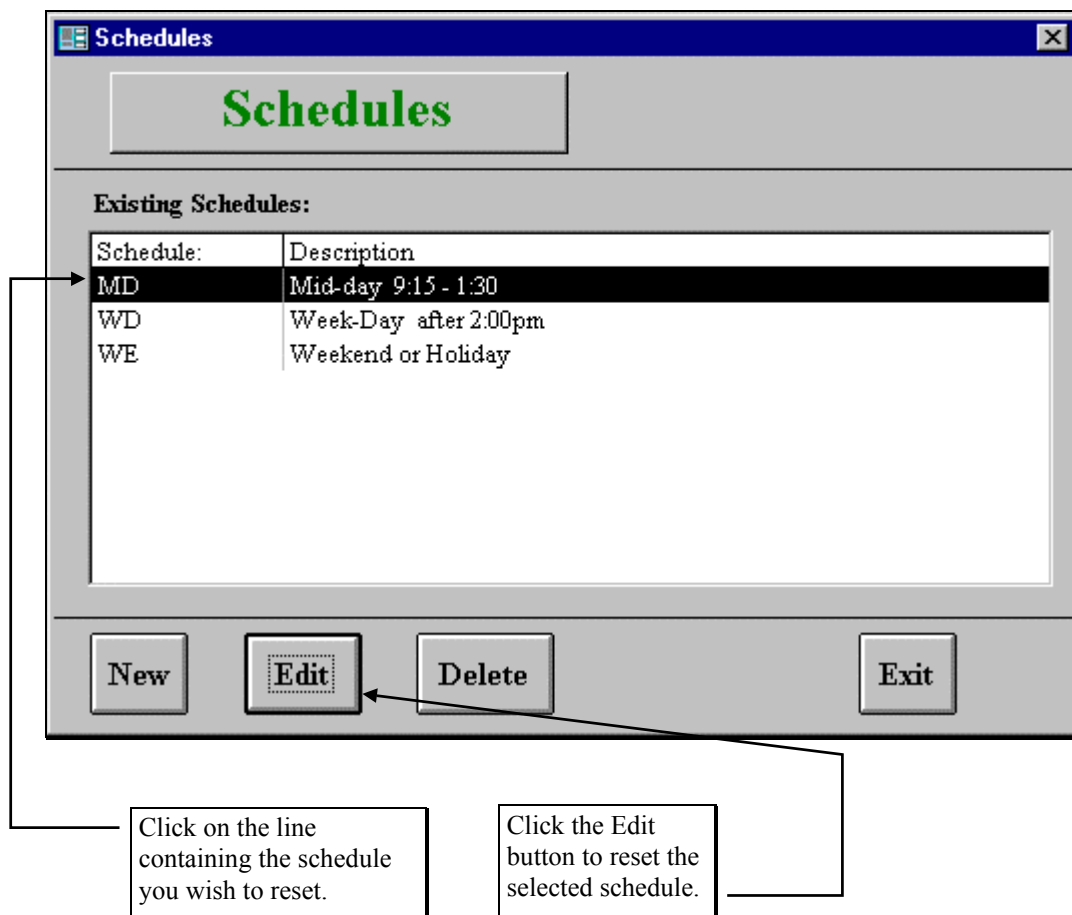 Schedules
Schedules
Existing Schedules:
Schedule: Description
MD Mid-day 9:15 - 1:30
WD Week-Day after 2:00pm
WE Weekend or Holiday
New Edit Delete Exit
Click on the line
containing the schedule
you wish to reset.
Click the Edit
button to reset the
selected schedule.